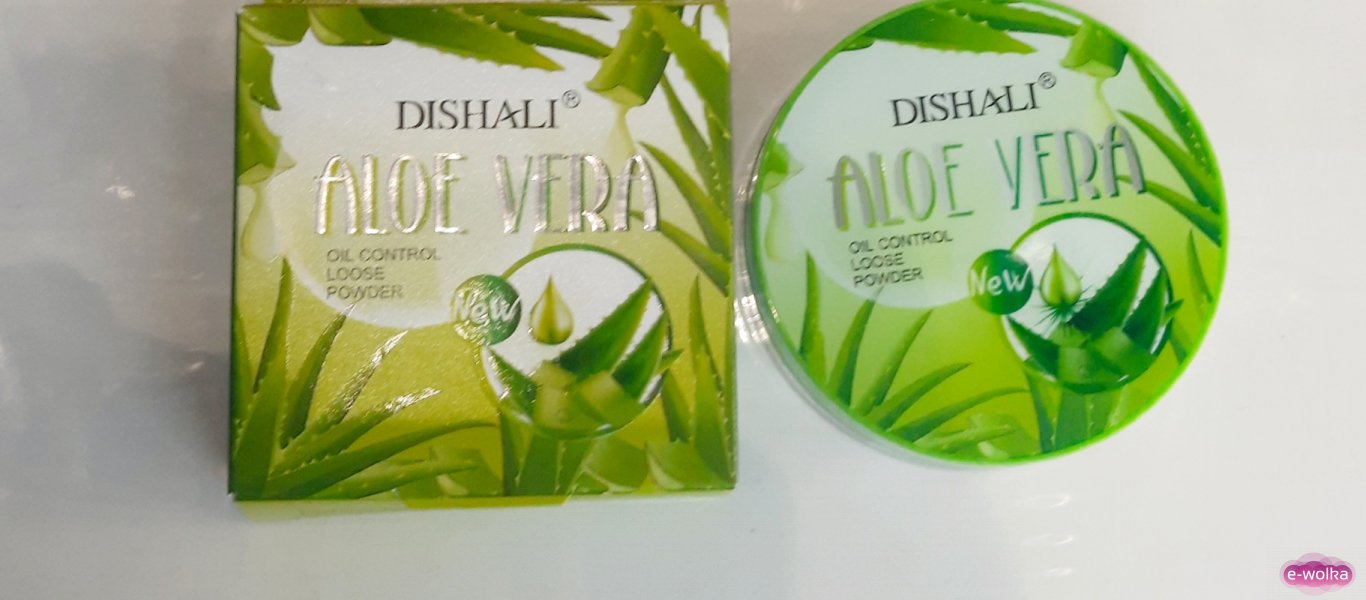 DISHALI®
ALOE VERA
OIL CONTROL
LOOSE
POWDER
New
DISHALI®
ALOE VERA
OIL CONTROL
LOOSE
POWDER
New
e-wolka